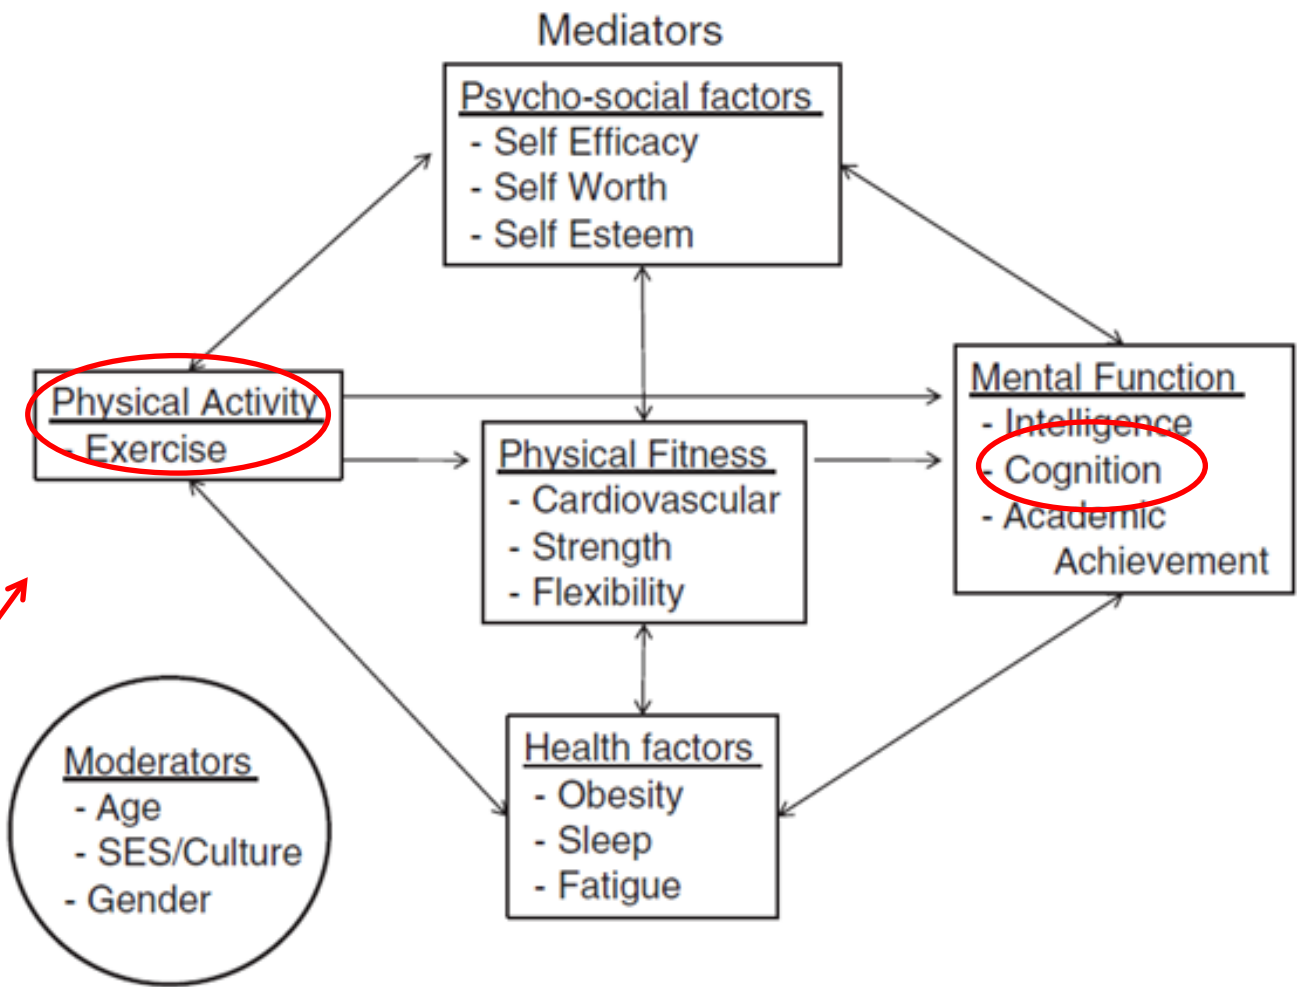 Mediators
Psycho-social factors
- Self Efficacy
- Self Worth
- Self Esteem
Physical Activity
- Exercise
Physical Fitness
- Cardiovascular
- Strength
- Flexibility
Mental Function
- Intelligence
- Cognition
- Academic
Achievement
Moderators
- Age
- SES/Culture
- Gender
Health factors
- Obesity
- Sleep
- Fatigue